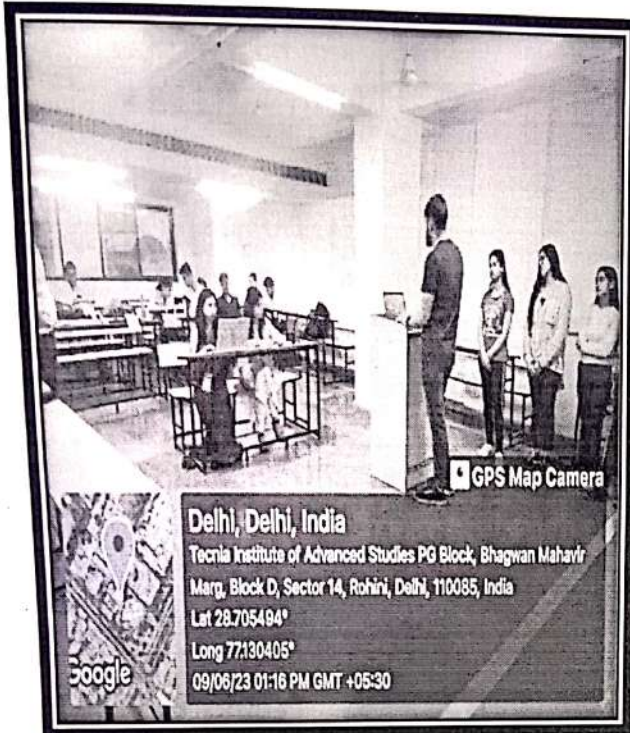 GPS Map Camera
Delhi, Delhi, India
Tecnia Institute of Advanced Studies PG Block, Bhagwan Mahavir
Marg, Block D, Sector 14, Rohini, Delhi, 110085, India
Lat 28.705494°
Long 77.130405°
09/06/23 01:16 PM GMT +05:30
Google